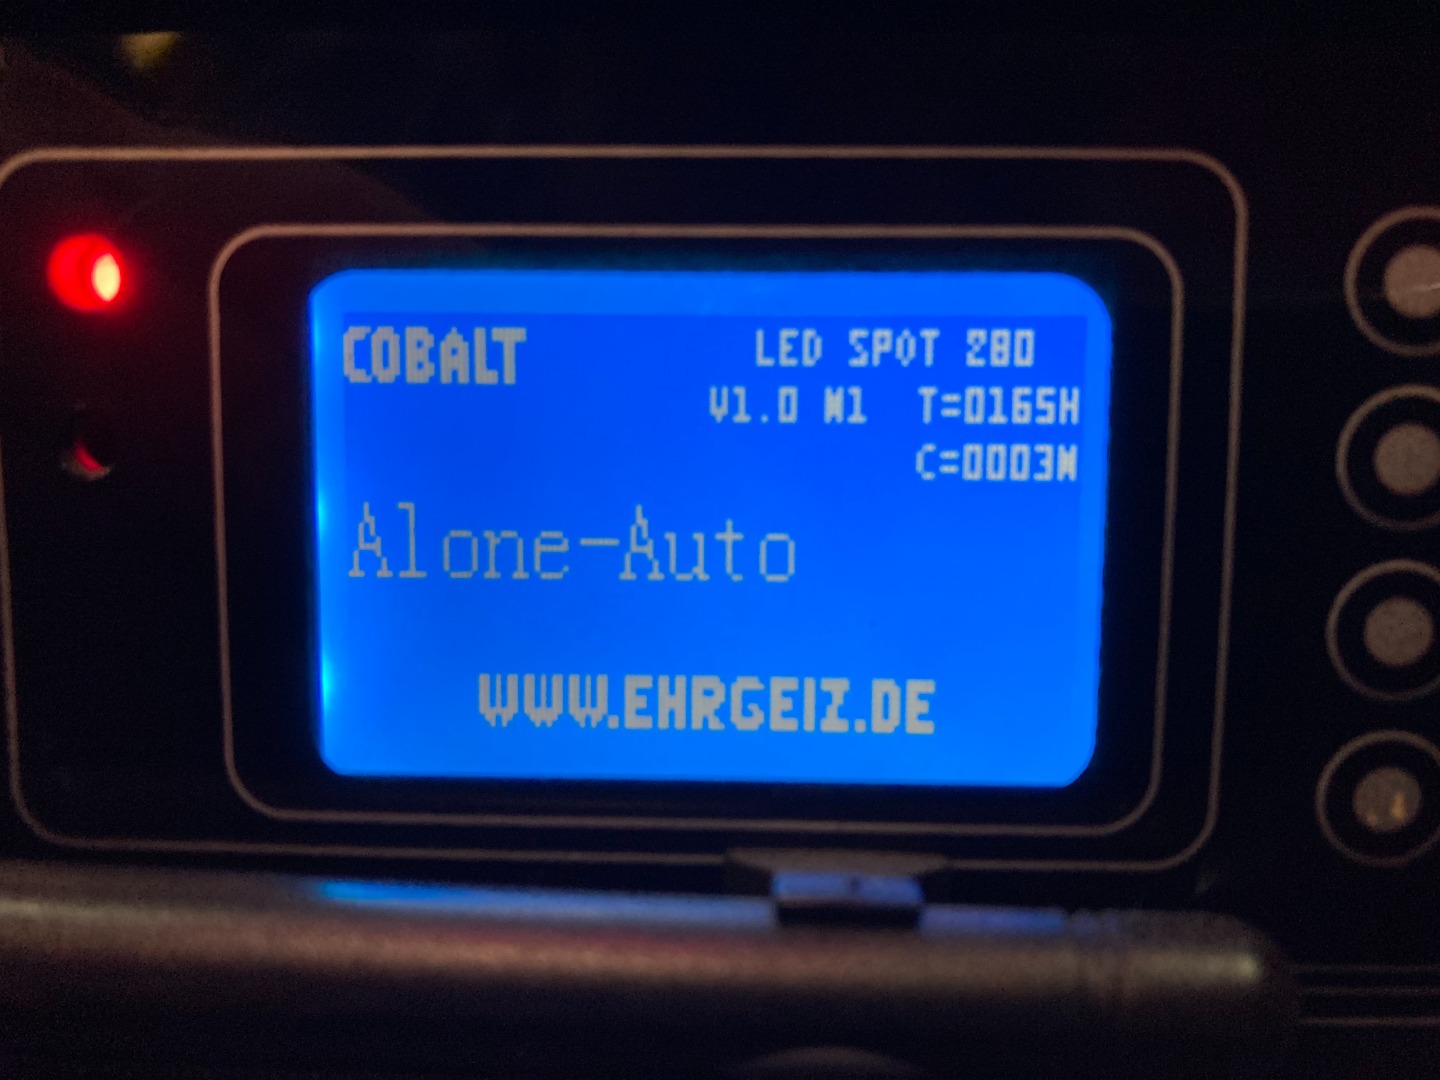 COBALT
LED SPOT 280
V1.0 M1 T=0165H
C=0003M
Alone-Auto
WWW.EHRGEIZ.DE